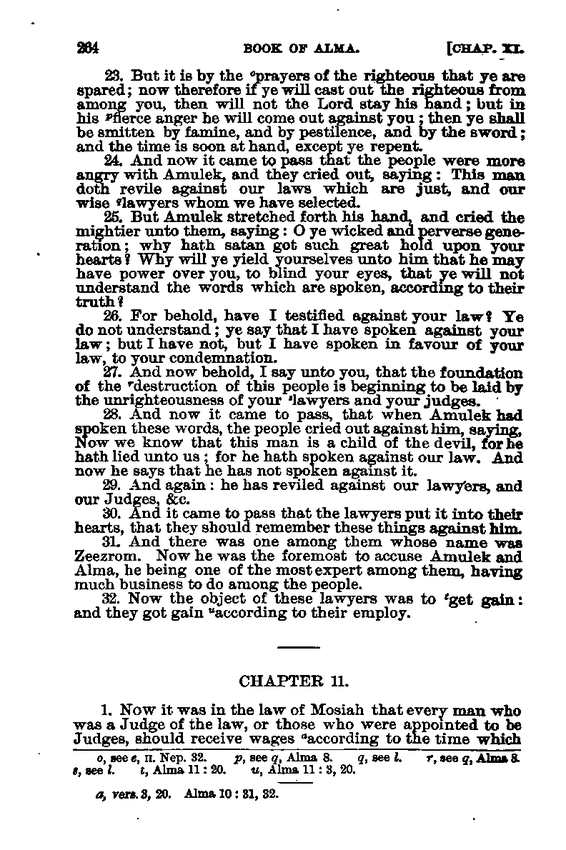 264 BOOK OF ALMA. [CHAP. XI.
23. But it is by the ᵒprayers of the righteous that ye are
spared; now therefore if ye will cast out the righteous from
among you, then will not the Lord stay his hand; but in
his ᵖfierce anger he will come out against you; then ye shall
be smitten by famine, and by pestilence, and by the sword;
and the time is soon at hand, except ye repent.
24. And now it came to pass that the people were more
angry with Amulek, and they cried out, saying: This man
doth revile against our laws which are just, and our
wise ᑫlawyers whom we have selected.
25. But Amulek stretched forth his hand, and cried the
mightier unto them, saying: O ye wicked and perverse gene-
ration; why hath satan got such great hold upon your
hearts? Why will ye yield yourselves unto him that he may
have power over you, to blind your eyes, that ye will not
understand the words which are spoken, according to their
truth?
26. For behold, have I testified against your law? Ye
do not understand; ye say that I have spoken against your
law; but I have not, but I have spoken in favour of your
law, to your condemnation.
27. And now behold, I say unto you, that the foundation
of the ʳdestruction of this people is beginning to be laid by
the unrighteousness of your ˢlawyers and your judges.
28. And now it came to pass, that when Amulek had
spoken these words, the people cried out against him, saying,
Now we know that this man is a child of the devil, for he
hath lied unto us; for he hath spoken against our law. And
now he says that he has not spoken against it.
29. And again: he has reviled against our lawyers, and
our Judges, &c.
30. And it came to pass that the lawyers put it into their
hearts, that they should remember these things against him.
31. And there was one among them whose name was
Zeezrom. Now he was the foremost to accuse Amulek and
Alma, he being one of the most expert among them, having
much business to do among the people.
32. Now the object of these lawyers was to ᵗget gain:
and they got gain ᵘaccording to their employ.
CHAPTER 11.
1. Now it was in the law of Mosiah that every man who
was a Judge of the law, or those who were appointed to be
Judges, should receive wages ᵃaccording to the time which
o, see e, II. Nep. 32. p, see q, Alma 8. q, see l. r, see q, Alma 8.
s, see l. t, Alma 11 : 20. u, Alma 11 : 3, 20.
a, vers. 3, 20. Alma 10 : 31, 32.